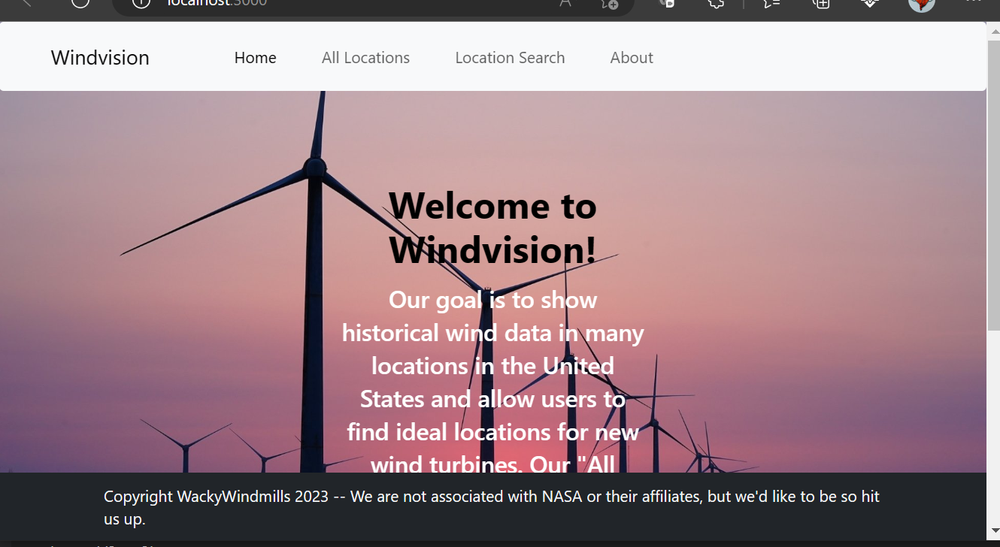 localhost:3000
Windvision
Home
All Locations
Location Search
About
Welcome to
Windvision!
Our goal is to show
historical wind data in many
locations in the United
States and allow users to
find ideal locations for new
wind turbines. Our "All
Copyright WackyWindmills 2023 -- We are not associated with NASA or their affiliates, but we'd like to be so hit
us up.